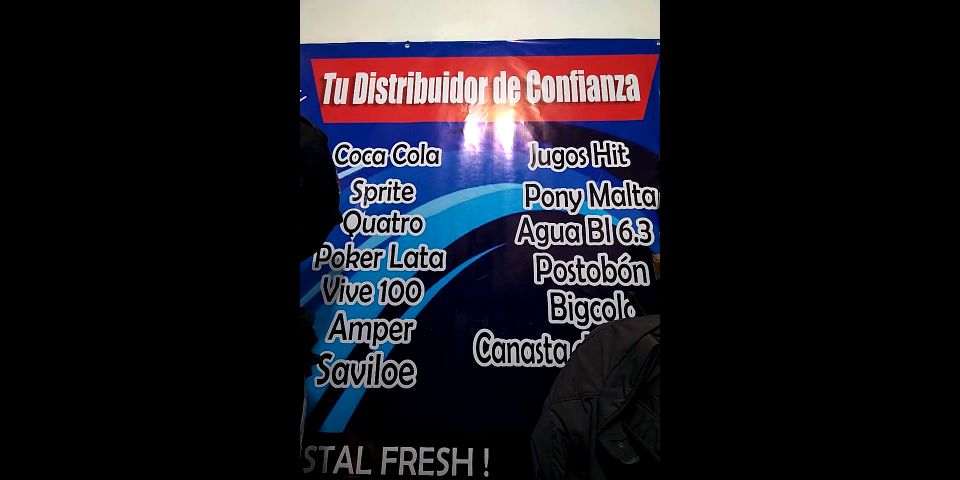 Tu Distribuidor de Confianza
Coca Cola
Sprite
Quatro
Poker Lata
Vive 100
Amper
Saviloe
Jugos Hit
Pony Malta
Agua Bl 6.3
Postobón
Bigcola
Canasta
STAL FRESH !